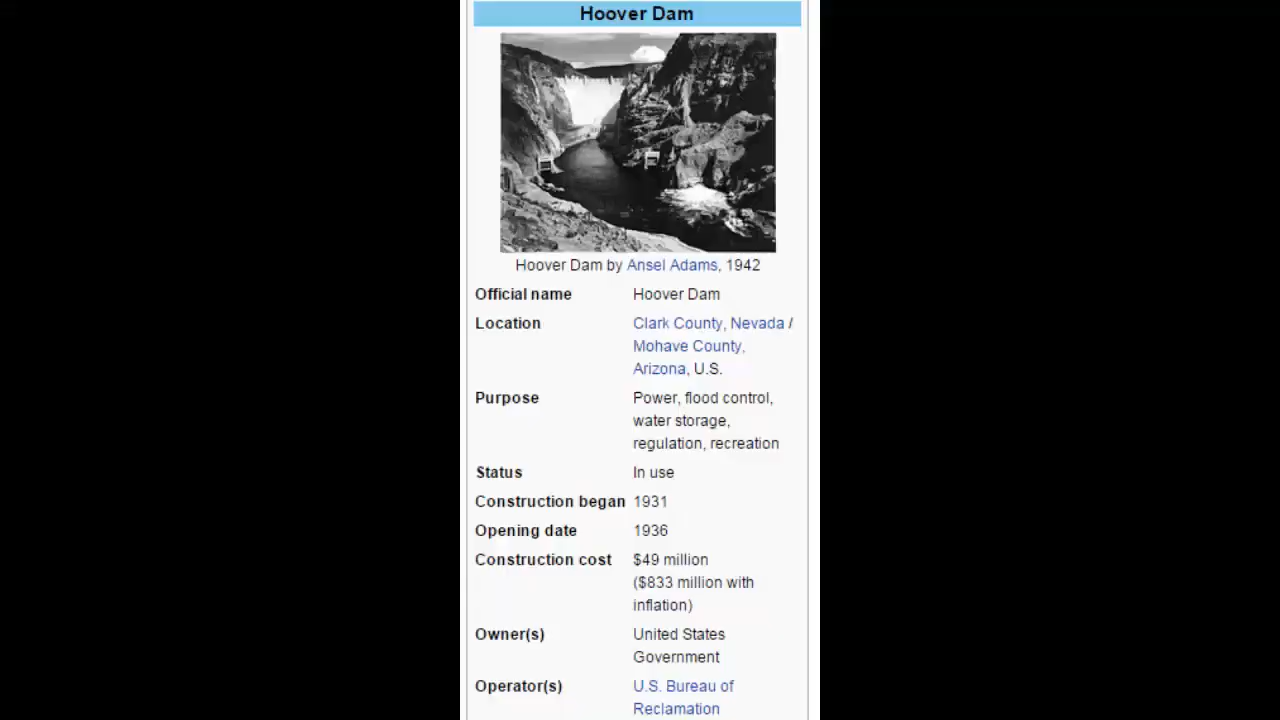 Hoover Dam
Hoover Dam by Ansel Adams, 1942
Official name Hoover Dam
Location Clark County, Nevada /
Mohave County,
Arizona, U.S.
Purpose Power, flood control,
water storage,
regulation, recreation
Status In use
Construction began 1931
Opening date 1936
Construction cost $49 million
($833 million with
inflation)
Owner(s) United States
Government
Operator(s) U.S. Bureau of
Reclamation